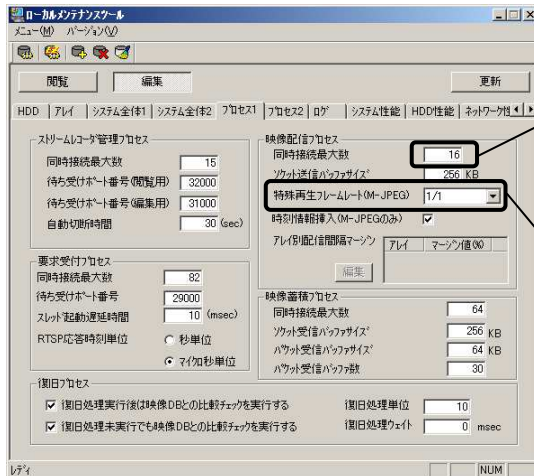 ローカルメンテナンスツール
メニュー(M) バージョン(V)
閲覧 編集 更新
HDD アレイ システム全体1 システム全体2 プロセス1 プロセス2 ログ システム性能 HDD性能 ネットワーク性
ストリームレコーダ管理プロセス
同時接続最大数 15
待ち受けポート番号(閲覧用) 32000
待ち受けポート番号(編集用) 31000
自動切断時間 30 (sec)
要求受付プロセス
同時接続最大数 82
待ち受けポート番号 29000
スレッド起動遅延時間 10 (msec)
RTSP応答時刻単位 秒単位
マイクロ秒単位
映像配信プロセス
同時接続最大数 16
ソケット送信バッファサイズ 256 KB
特殊再生フレームレート(M-JPEG) 1/1
時刻情報挿入(M-JPEGのみ)
アレイ別配信間隔マージン アレイ マージン値(%)
編集
映像蓄積プロセス
同時接続最大数 64
ソケット受信バッファサイズ 256 KB
パケット受信バッファサイズ 64 KB
パケット受信バッファ数 30
復旧プロセス
復旧処理実行後は映像DBとの比較チェックを実行する 復旧処理単位 10
復旧処理未実行でも映像DBとの比較チェックを実行する 復旧処理ウェイト 0 msec
レディ NUM